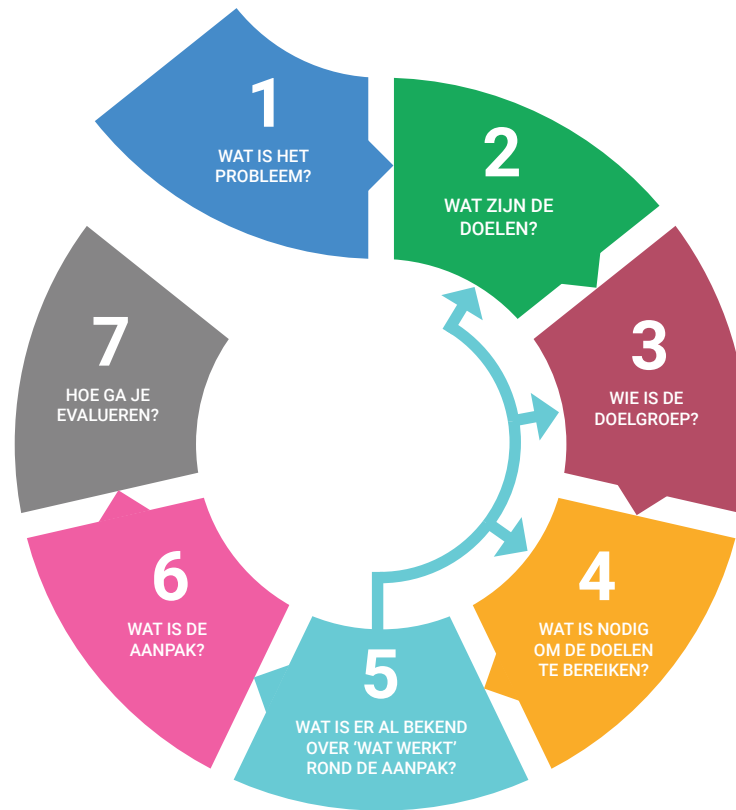 1
WAT IS HET
PROBLEEM?
2
WAT ZIJN DE
DOELEN?
3
WIE IS DE
DOELGROEP?
4
WAT IS NODIG
OM DE DOELEN
TE BEREIKEN?
5
WAT IS ER AL BEKEND
OVER ‘WAT WERKT’
ROND DE AANPAK?
6
WAT IS DE
AANPAK?
7
HOE GA JE
EVALUEREN?